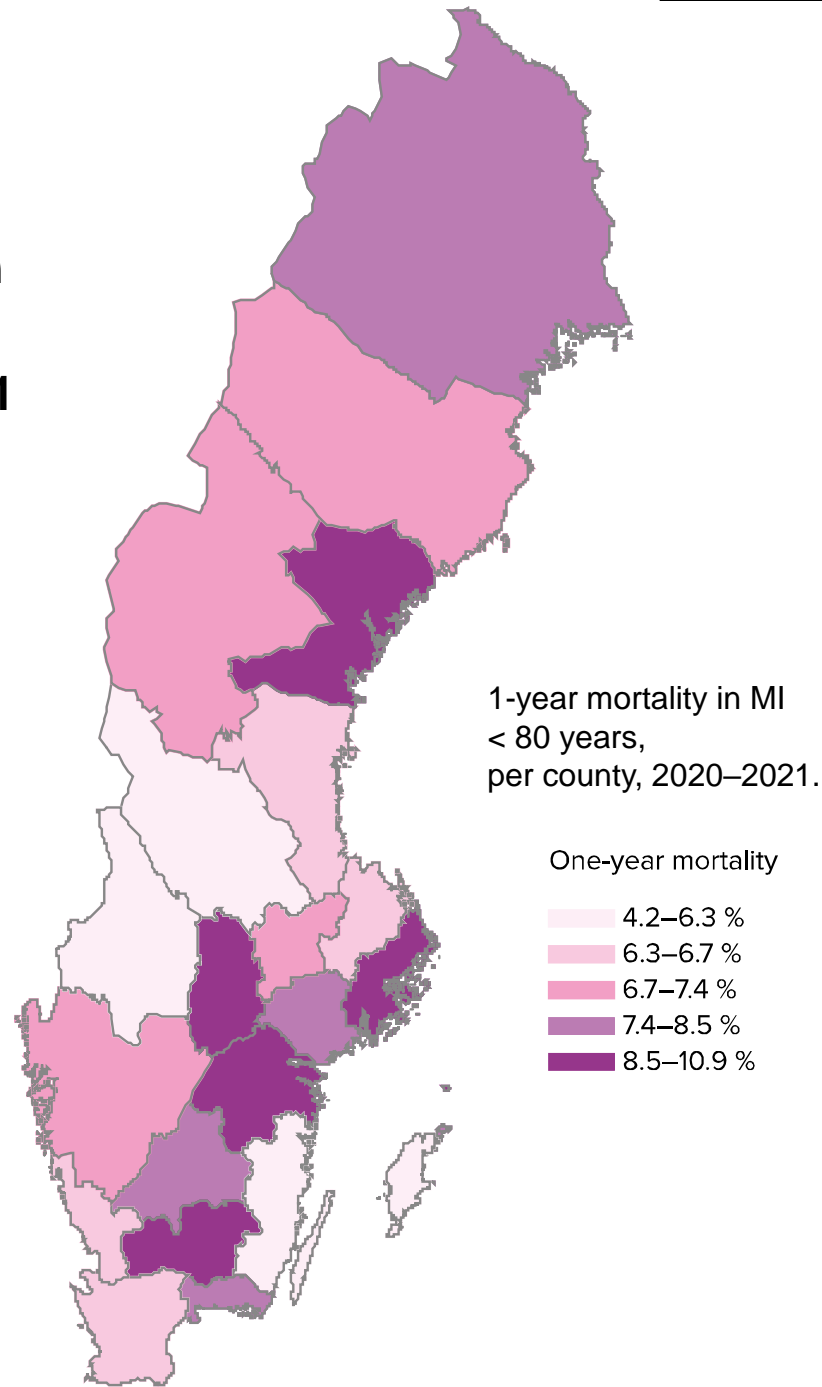 1-year mortality in MI
< 80 years,
per county, 2020–2021.
One-year mortality
4.2–6.3 %
6.3–6.7 %
6.7–7.4 %
7.4–8.5 %
8.5–10.9 %